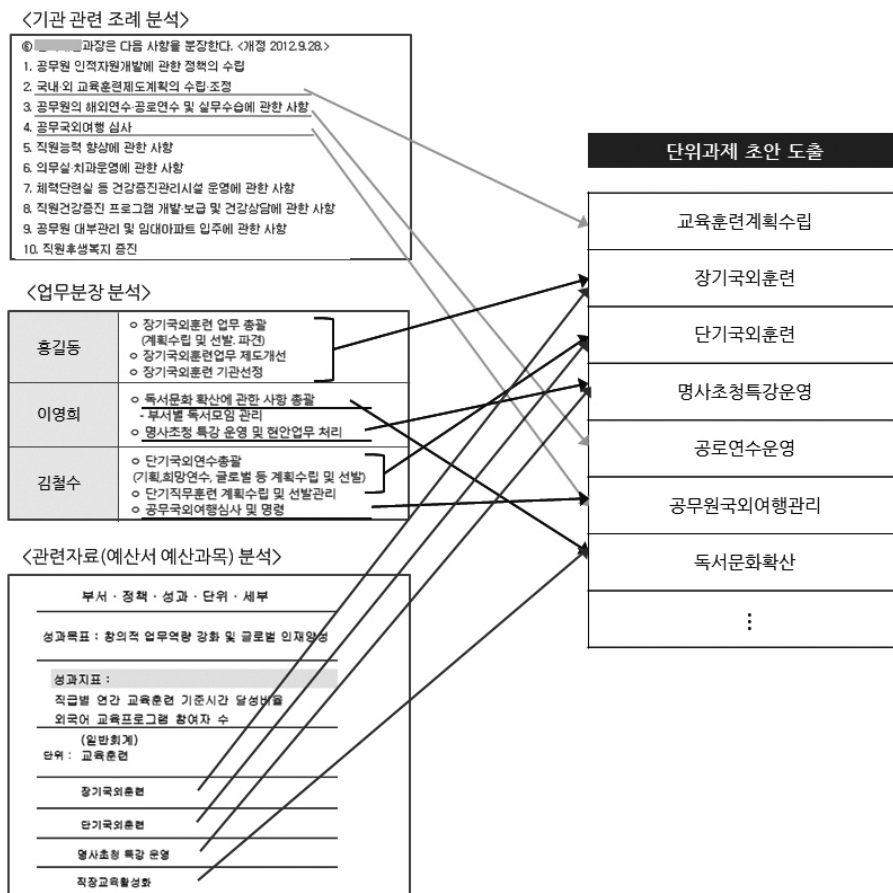 <기관 관련 조례 분석>
⑥ 과장은 다음 사항을 분장한다. <개정 2012.9.28.>
1. 공무원 인적자원개발에 관한 정책의 수립
2. 국내·외 교육훈련제도계획의 수립·조정
3. 공무원의 해외연수·공로연수 및 실무수습에 관한 사항
4. 공무국외여행 심사
5. 직원능력 향상에 관한 사항
6. 의무실·치과운영에 관한 사항
7. 체력단련실 등 건강증진관리시설 운영에 관한 사항
8. 직원건강증진 프로그램 개발·보급 및 건강상담에 관한 사항
9. 공무원 대부관리 및 임대아파트 입주에 관한 사항
10. 직원후생복지 증진
<업무분장 분석>
홍길동
○ 장기국외훈련 업무 총괄
(계획수립 및 선발. 파견)
○ 장기국외훈련업무 제도개선
○ 장기국외훈련 기관선정
이영희
○ 독서문화 확산에 관한 사항 총괄
- 부서별 독서모임 관리
○ 명사초청 특강 운영 및 현안업무 처리
김철수
○ 단기국외연수총괄
(기획,희망연수, 글로벌 등 계획수립 및 선발)
○ 단기직무훈련 계획수립 및 선발관리
○ 공무국외여행심사 및 명령
<관련자료(예산서 예산과목) 분석>
부서 · 정책 · 성과 · 단위 · 세부
성과목표 : 창의적 업무역량 강화 및 글로벌 인재양성
성과지표 :
직급별 연간 교육훈련 기준시간 달성비율
외국어 교육프로그램 참여자 수
(일반회계)
단위 : 교육훈련
장기국외훈련
단기국외훈련
명사초청 특강 운영
직장교육활성화
단위과제 초안 도출
교육훈련계획수립
장기국외훈련
단기국외훈련
명사초청특강운영
공로연수운영
공무원국외여행관리
독서문화확산
⋮